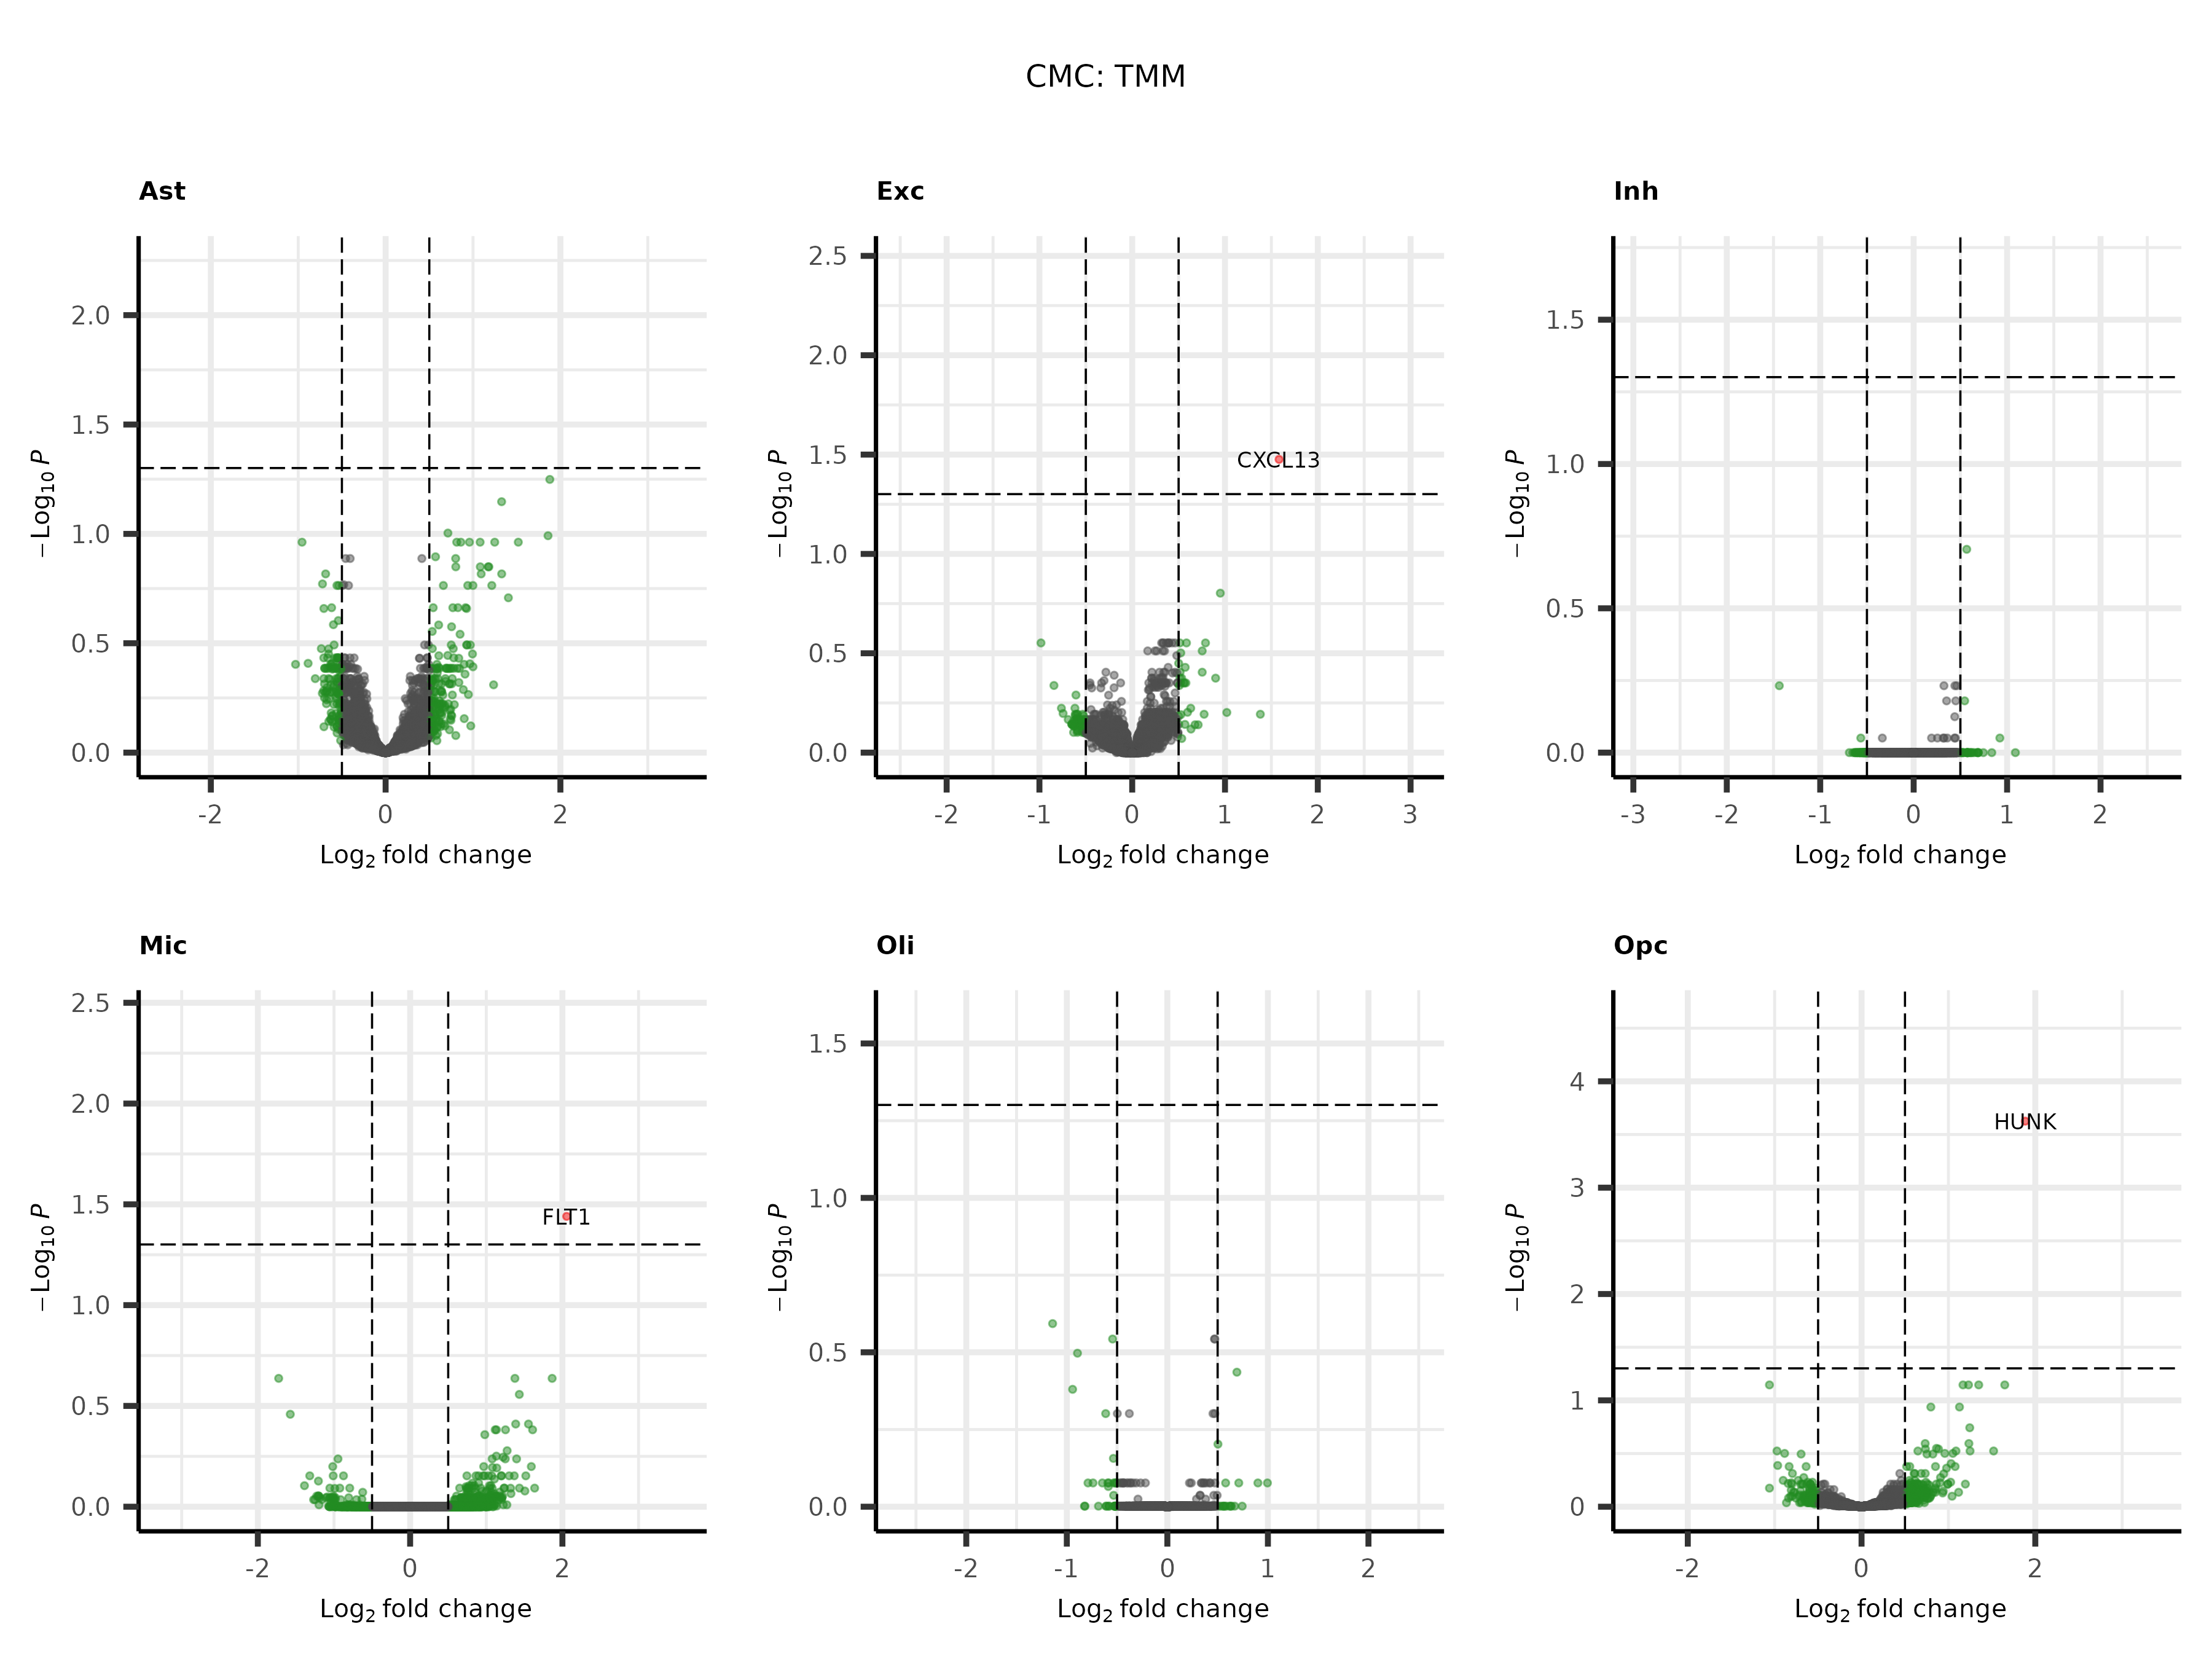 CMC: TMM
Ast
2.0
1.5
1.0
0.5
0.0
−Log10 P
-2 0 2
Log2 fold change
Exc
2.5
2.0
1.5
1.0
0.5
0.0
−Log10 P
CXCL13
-2 -1 0 1 2 3
Log2 fold change
Inh
1.5
1.0
0.5
0.0
−Log10 P
-3 -2 -1 0 1 2
Log2 fold change
Mic
2.5
2.0
1.5
1.0
0.5
0.0
−Log10 P
FLT1
-2 0 2
Log2 fold change
Oli
1.5
1.0
0.5
0.0
−Log10 P
-2 -1 0 1 2
Log2 fold change
Opc
4
3
2
1
0
−Log10 P
HUNK
-2 0 2
Log2 fold change